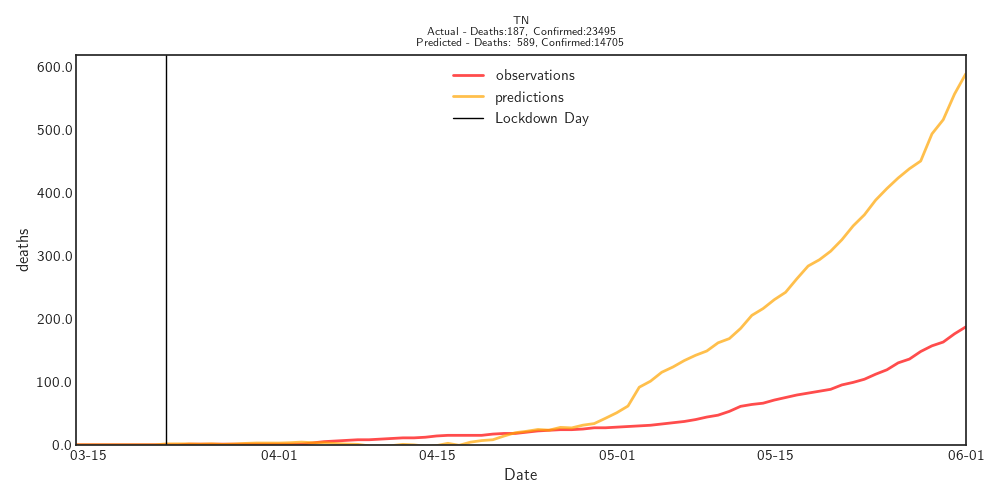 TN
Actual - Deaths:187, Confirmed:23495
Predicted - Deaths: 589, Confirmed:14705
observations
predictions
Lockdown Day
600.0
500.0
400.0
300.0
200.0
100.0
0.0
deaths
03-15
04-01
04-15
05-01
05-15
06-01
Date